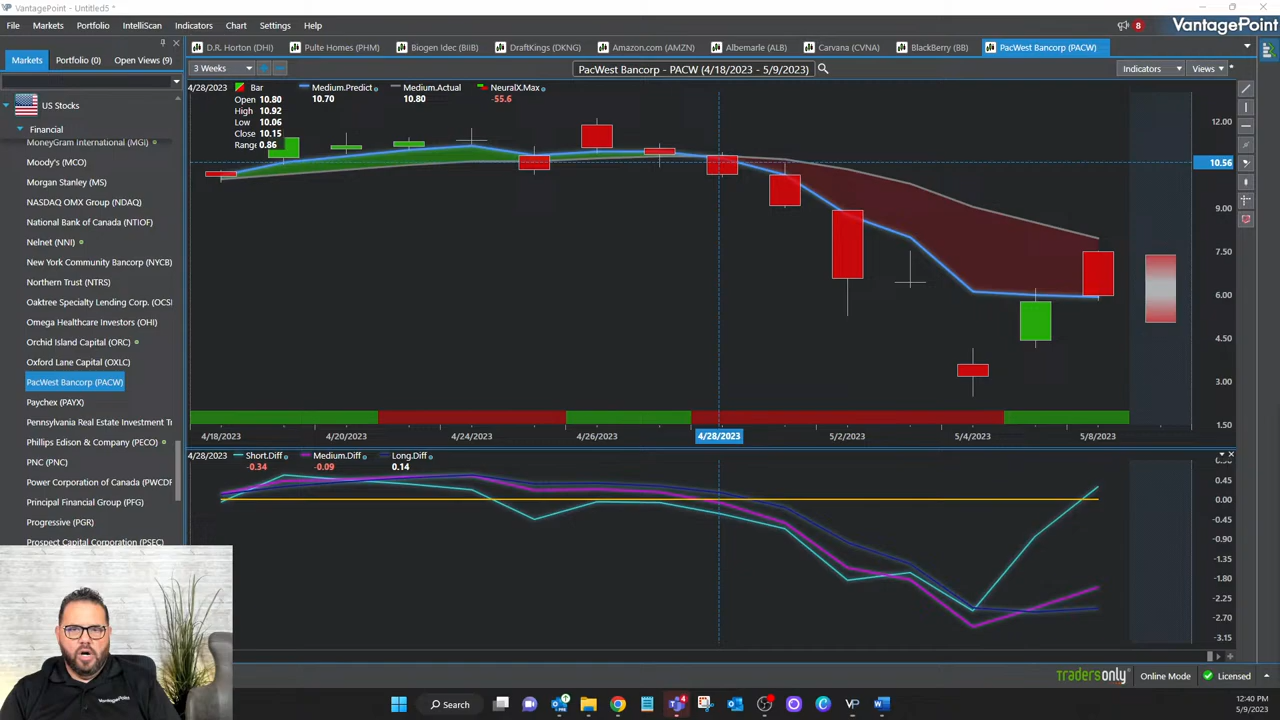 VantagePoint - Untitled5 *
File Markets Portfolio IntelliScan Indicators Chart Settings Help
8 VantagePoint
D.R. Horton (DHI) Pulte Homes (PHM) Biogen Idec (BIIB) DraftKings (DKNG) Amazon.com (AMZN) Albemarle (ALB) Carvana (CVNA) BlackBerry (BB) PacWest Bancorp (PACW)
Markets Portfolio (0) Open Views (9)
3 Weeks
PacWest Bancorp - PACW (4/18/2023 - 5/9/2023)
Indicators Views
US Stocks
Financial
MoneyGram International (MGI)
Moody's (MCO)
Morgan Stanley (MS)
NASDAQ OMX Group (NDAQ)
National Bank of Canada (NTIOF)
Nelnet (NNI)
New York Community Bancorp (NYCB)
Northern Trust (NTRS)
Oaktree Specialty Lending Corp. (OCSI
Omega Healthcare Investors (OHI)
Orchid Island Capital (ORC)
Oxford Lane Capital (OXLC)
PacWest Bancorp (PACW)
Paychex (PAYX)
Pennsylvania Real Estate Investment T
Phillips Edison & Company (PECO)
PNC (PNC)
Power Corporation of Canada (PWCDF
Principal Financial Group (PFG)
Progressive (PGR)
Prospect Capital Corporation (PSEC)
4/28/2023 Bar Medium.Predict Medium.Actual NeuralX.Max
Open 10.80 10.70 10.80 -55.6
High 10.92
Low 10.06
Close 10.15
Range 0.86
12.00
10.56
9.00
7.50
6.00
4.50
3.00
1.50
4/18/2023 4/20/2023 4/24/2023 4/26/2023 4/28/2023 5/2/2023 5/4/2023 5/8/2023
4/28/2023 Short.Diff Medium.Diff Long.Diff
-0.34 -0.09 0.14
0.45
0.00
-0.45
-0.90
-1.35
-1.80
-2.25
-2.70
-3.15
VantagePoint
tradersonly Online Mode Licensed
Search
12:40 PM
5/9/2023